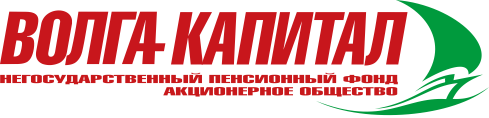 ВОЛГА-КАПИТАЛ
НЕГОСУДАРСТВЕННЫЙ ПЕНСИОННЫЙ ФОНД
АКЦИОНЕРНОЕ ОБЩЕСТВО